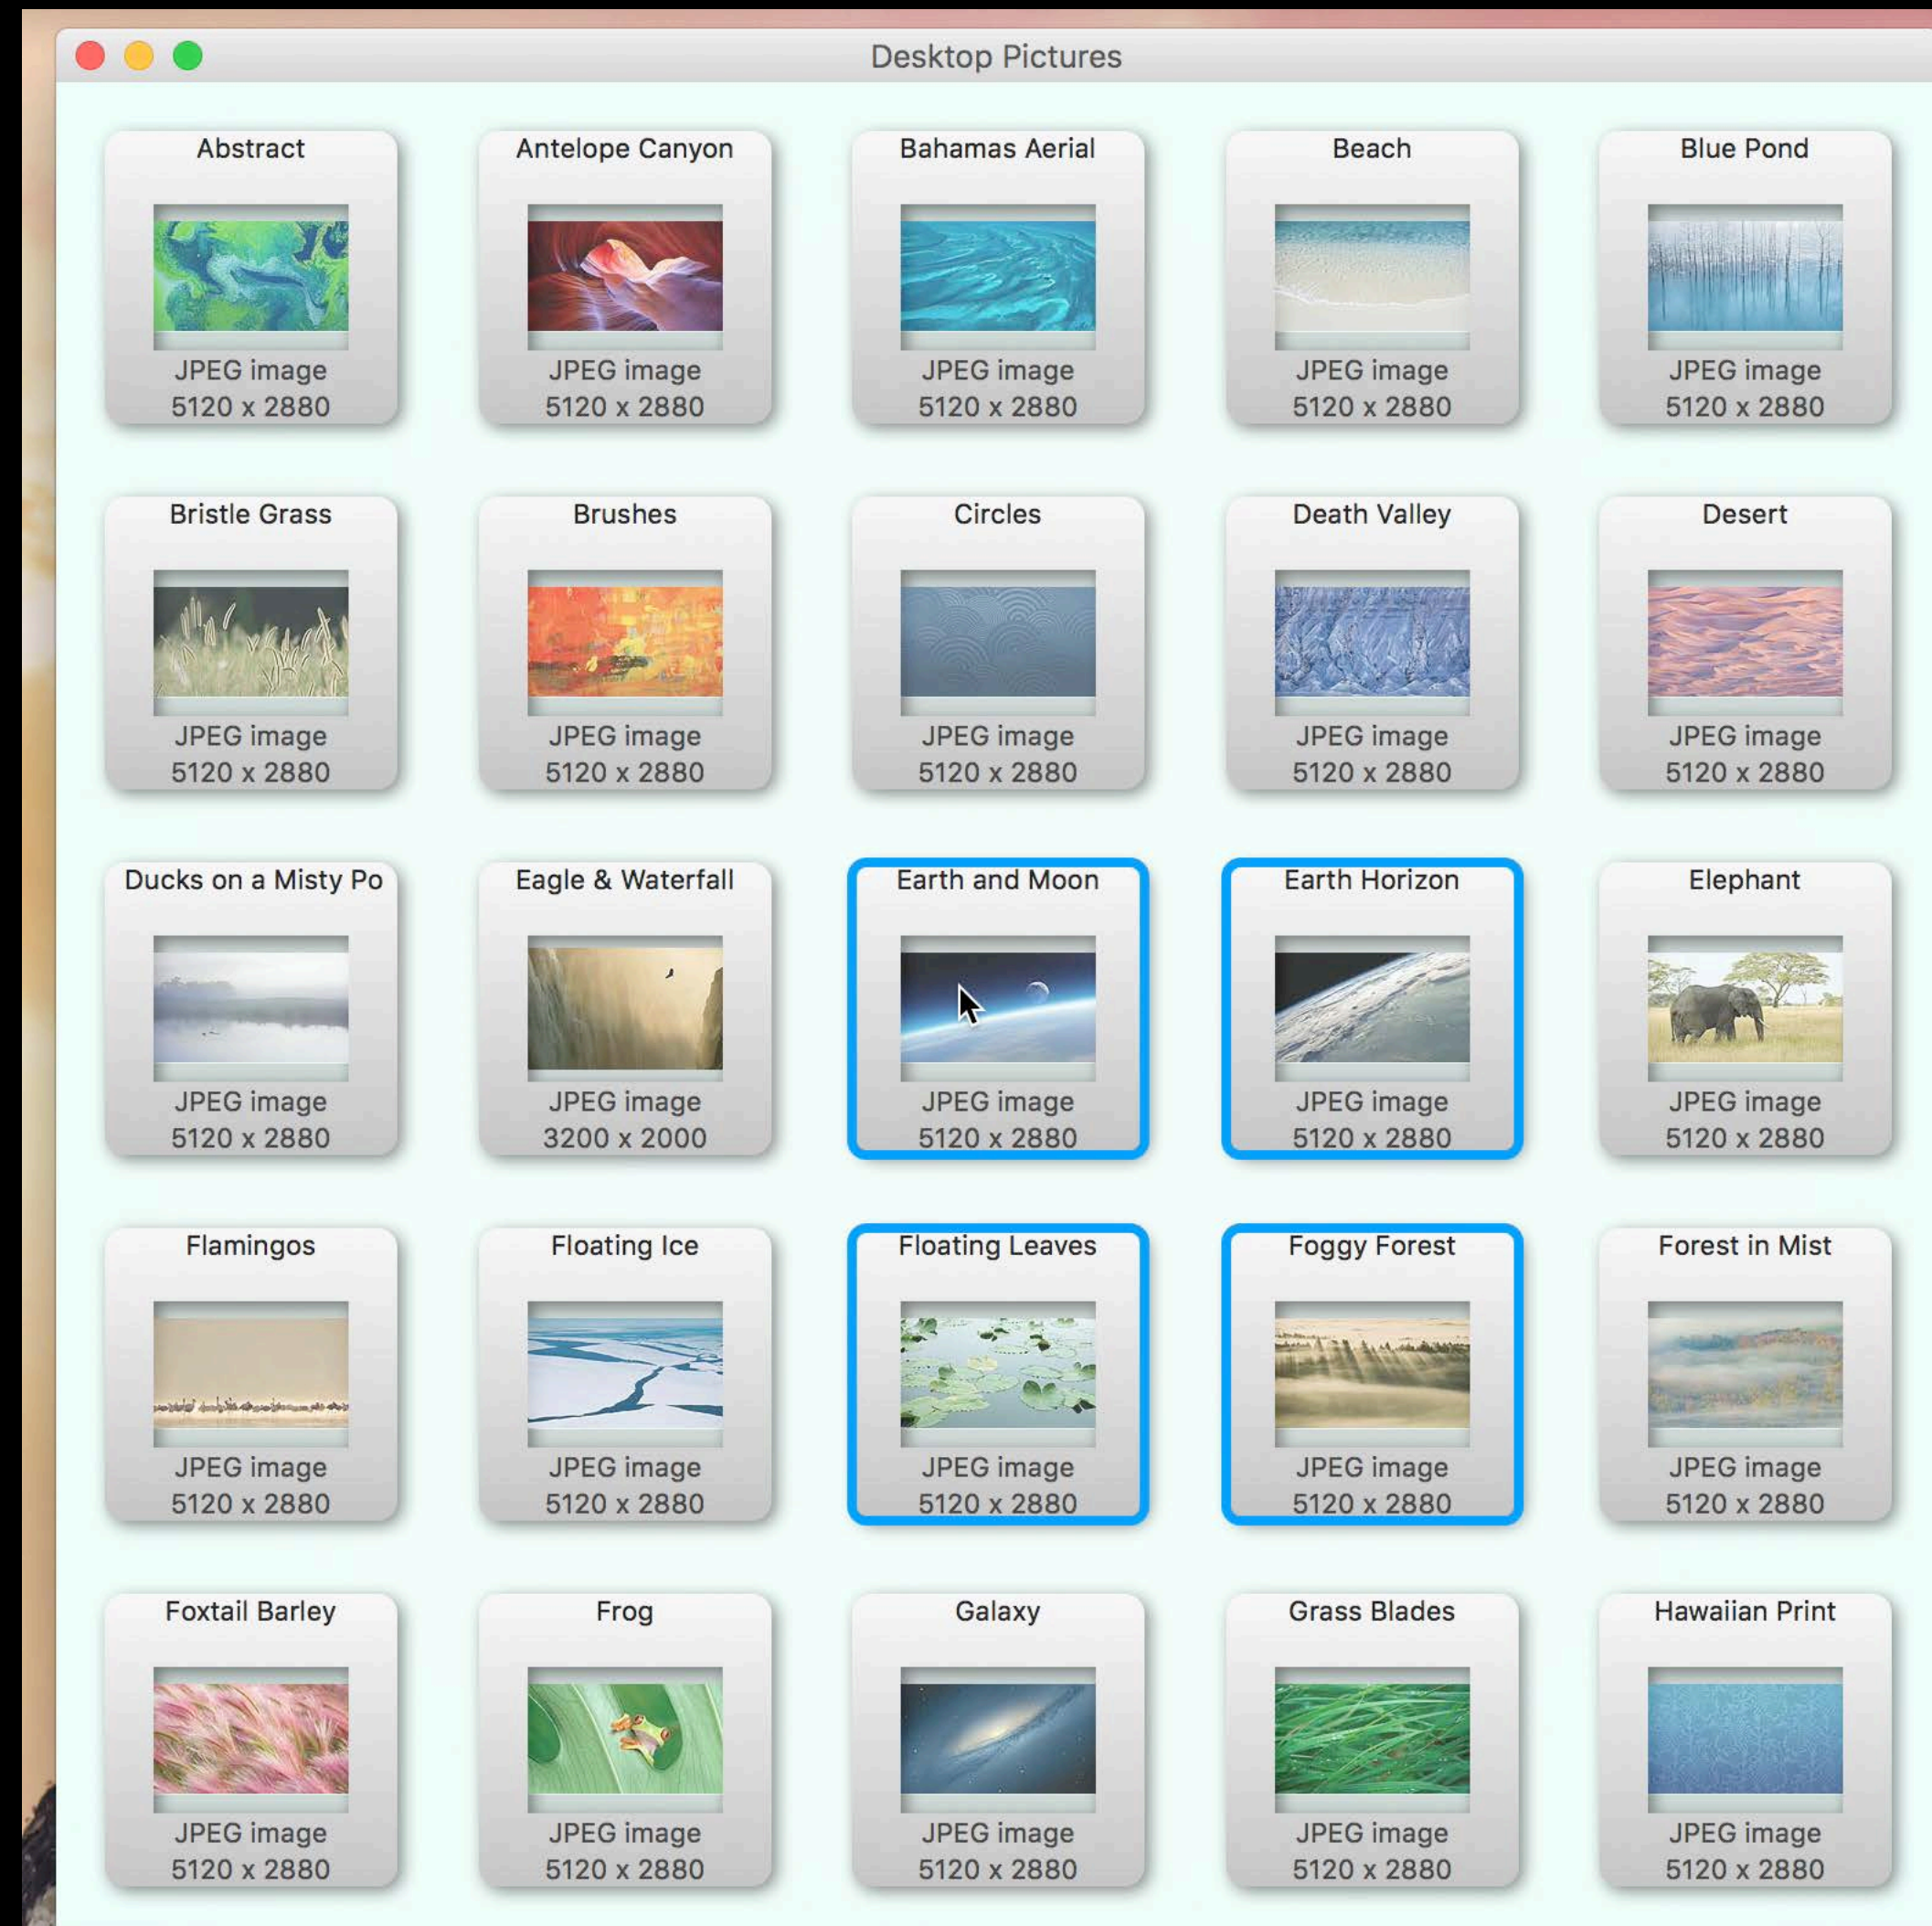 Desktop Pictures
Abstract
JPEG image
5120 x 2880
Antelope Canyon
JPEG image
5120 x 2880
Bahamas Aerial
JPEG image
5120 x 2880
Beach
JPEG image
5120 x 2880
Blue Pond
JPEG image
5120 x 2880
Bristle Grass
JPEG image
5120 x 2880
Brushes
JPEG image
5120 x 2880
Circles
JPEG image
5120 x 2880
Death Valley
JPEG image
5120 x 2880
Desert
JPEG image
5120 x 2880
Ducks on a Misty Po
JPEG image
5120 x 2880
Eagle & Waterfall
JPEG image
3200 x 2000
Earth and Moon
JPEG image
5120 x 2880
Earth Horizon
JPEG image
5120 x 2880
Elephant
JPEG image
5120 x 2880
Flamingos
JPEG image
5120 x 2880
Floating Ice
JPEG image
5120 x 2880
Floating Leaves
JPEG image
5120 x 2880
Foggy Forest
JPEG image
5120 x 2880
Forest in Mist
JPEG image
5120 x 2880
Foxtail Barley
JPEG image
5120 x 2880
Frog
JPEG image
5120 x 2880
Galaxy
JPEG image
5120 x 2880
Grass Blades
JPEG image
5120 x 2880
Hawaiian Print
JPEG image
5120 x 2880